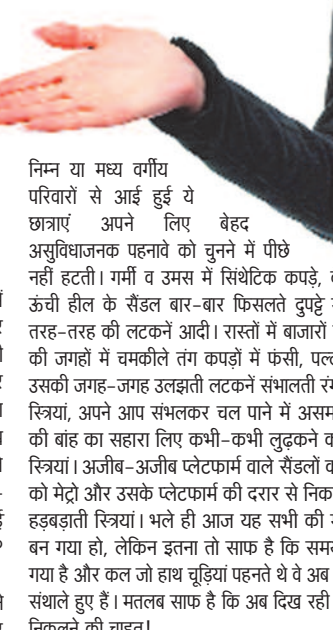 निम्न या मध्य वर्गीय
परिवारों से आई हुई ये
छात्राएं अपने लिए बेहद
असुविधाजनक पहनावे को चुनने में पीछे
नहीं हटती। गर्मी व उमस में सिंथेटिक कपड़े,
ऊंची हील के सैंडल बार-बार फिसलते दुपट्टे
तरह-तरह की लटकनें आदी। रास्तों में बाजारों
की जगहों में चमकीले तंग कपड़ों में फंसी,
उसकी जगह-जगह उलझती लटकनें संभालती
स्त्रियां, अपने आप संभलकर चल पाने में
की बांह का सहारा लिए कभी-कभी लुढ़कने
स्त्रियां। अजीब-अजीब प्लेटफार्म वाले सैंडलों
को मेट्रो और उसके प्लेटफार्म की दरार से
हड़बड़ाती स्त्रियां। भले ही आज यह सभी की
बन गया हो, लेकिन इतना तो साफ है कि
गया है और कल जो हाथ चूड़ियां पहनते थे वे अब
संथाले हुए हैं। मतलब साफ है कि अब दिख रही
निकलने की चाहत!